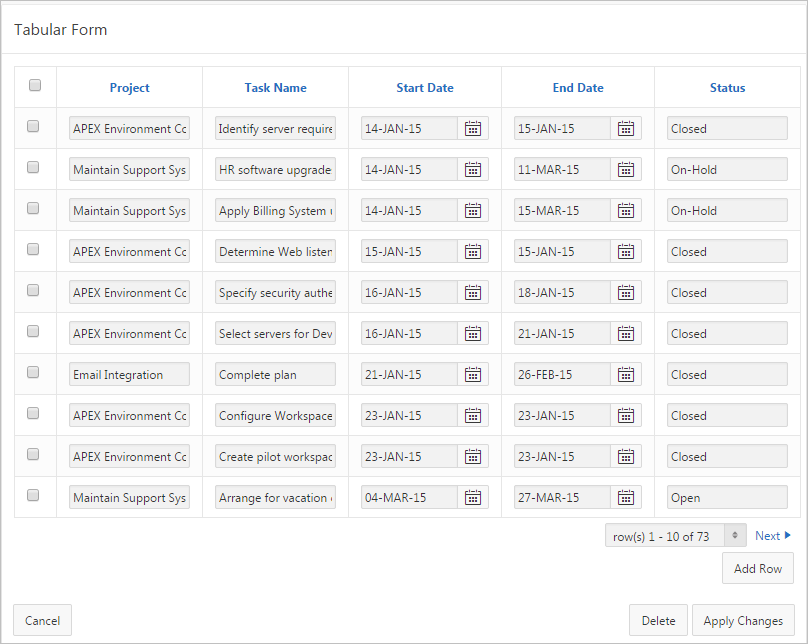 Tabular Form
Project Task Name Start Date End Date Status
APEX Environment Cc Identify server require 14-JAN-15 15-JAN-15 Closed
Maintain Support Sys HR software upgrade 14-JAN-15 11-MAR-15 On-Hold
Maintain Support Sys Apply Billing System 14-JAN-15 15-MAR-15 On-Hold
APEX Environment Cc Determine Web listen 15-JAN-15 15-JAN-15 Closed
APEX Environment Cc Specify security authe 16-JAN-15 18-JAN-15 Closed
APEX Environment Cc Select servers for Dev 16-JAN-15 21-JAN-15 Closed
Email Integration Complete plan 21-JAN-15 26-FEB-15 Closed
APEX Environment Cc Configure Workspace 23-JAN-15 23-JAN-15 Closed
APEX Environment Cc Create pilot workspac 23-JAN-15 23-JAN-15 Closed
Maintain Support Sys Arrange for vacation 04-MAR-15 27-MAR-15 Open
row(s) 1 - 10 of 73 Next
Add Row
Cancel Delete Apply Changes